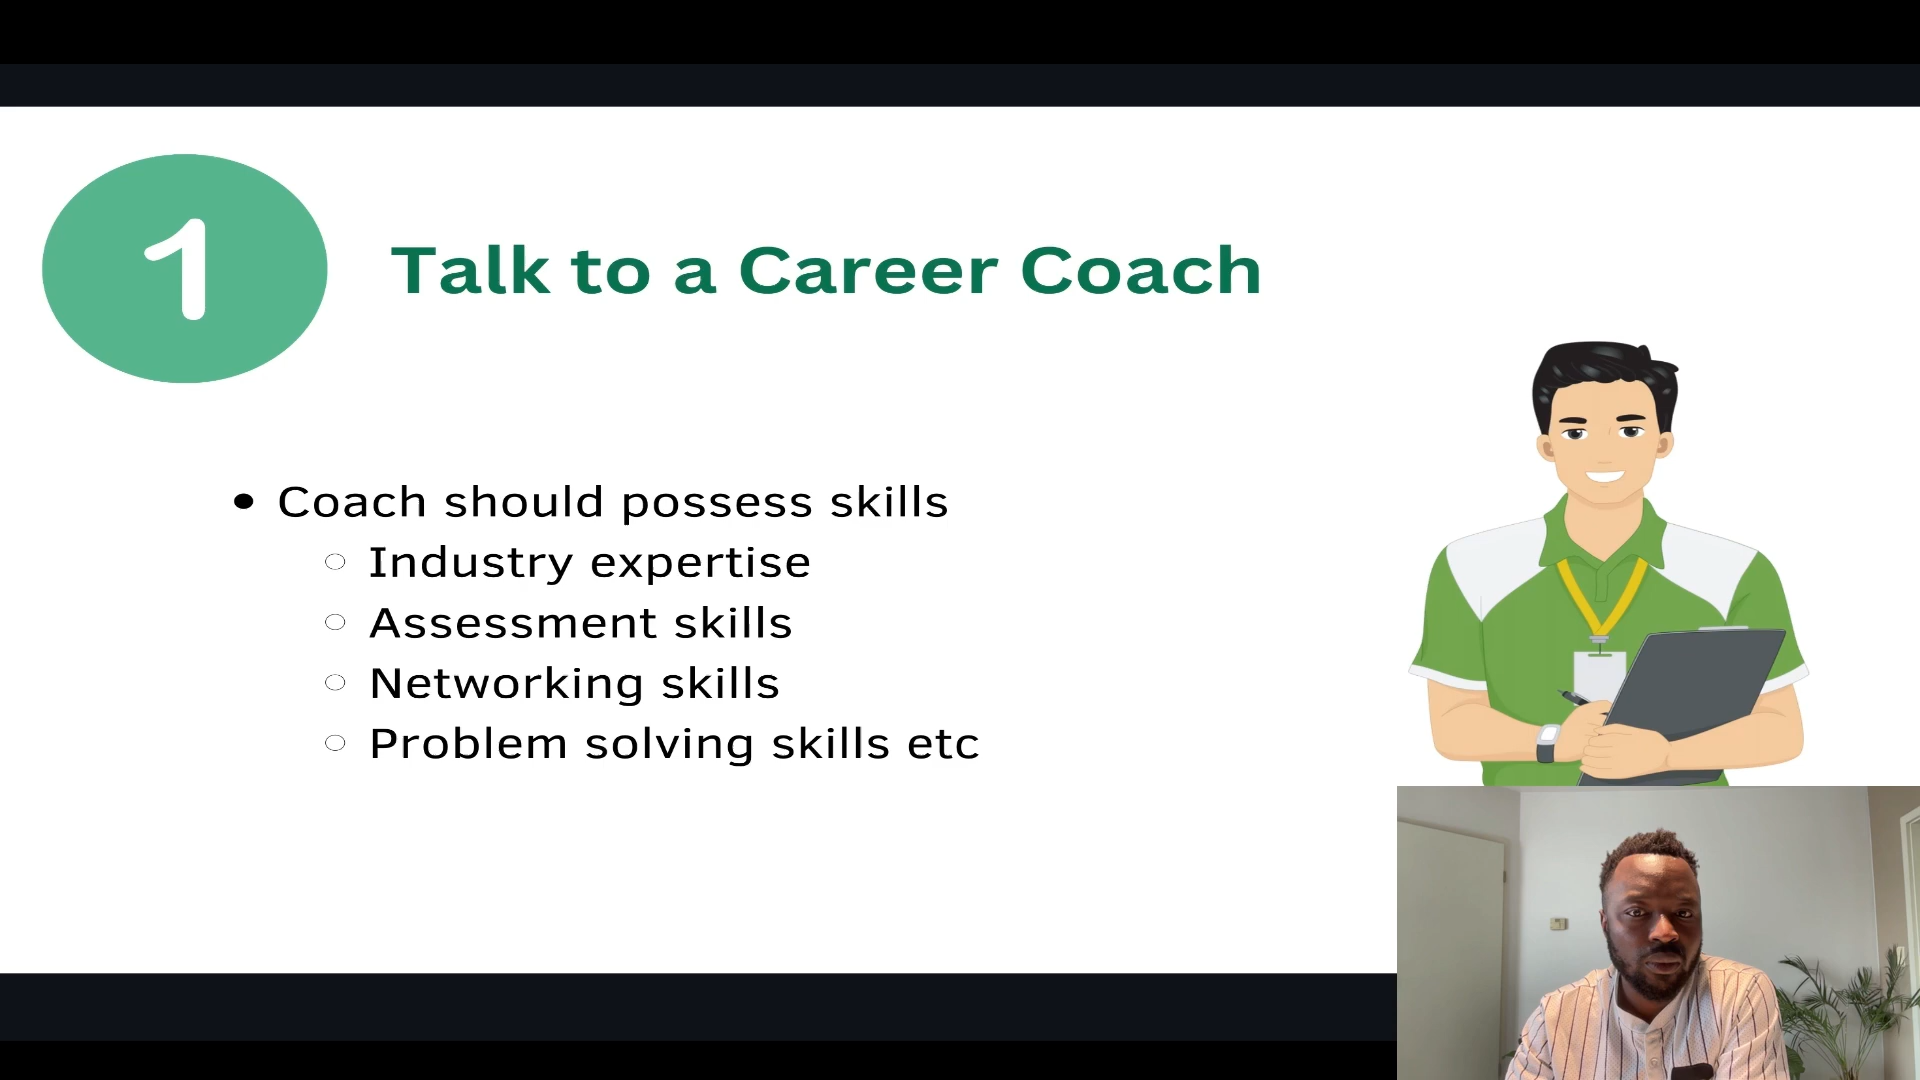 1
Talk to a Career Coach
• Coach should possess skills
○ Industry expertise
○ Assessment skills
○ Networking skills
○ Problem solving skills etc